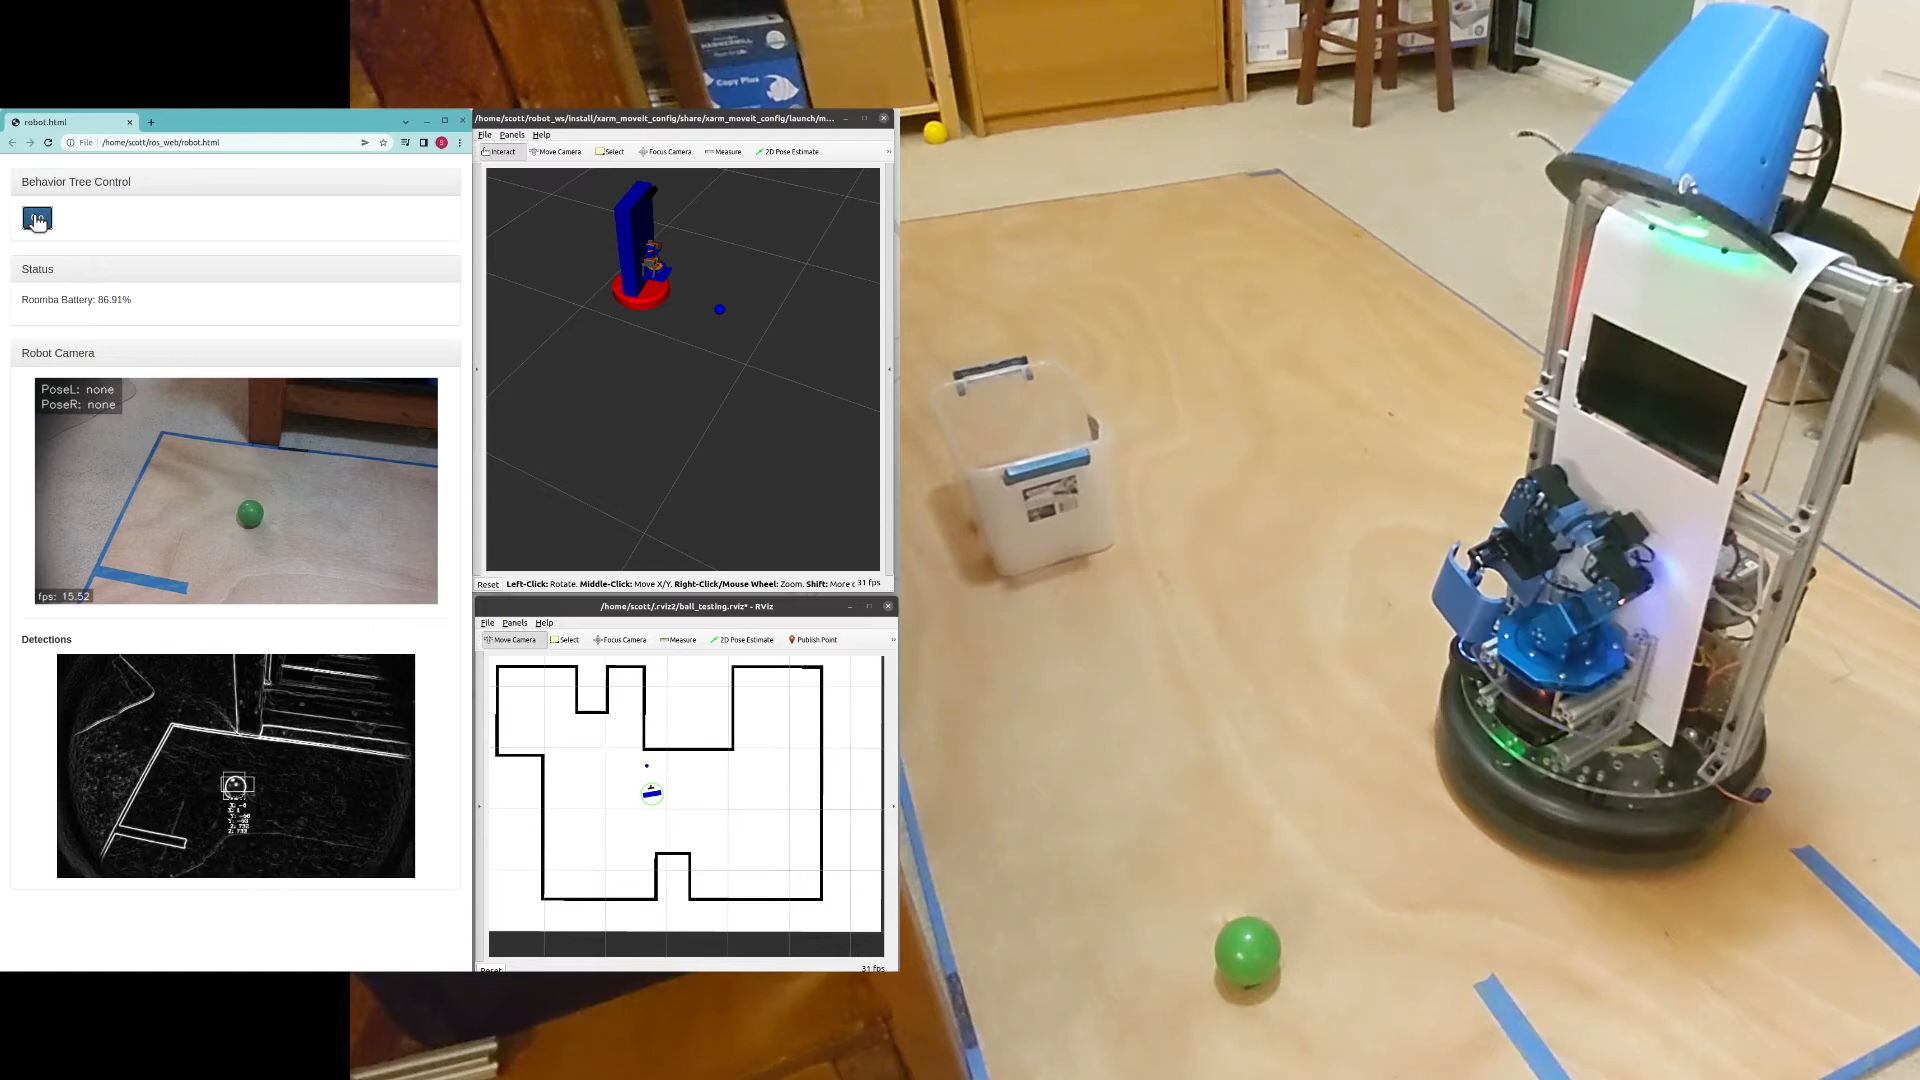 Copy Plus
robot.html
File
/home/scott/ros_web/robot.html
S
Behavior Tree Control
Status
Roomba Battery: 86.91%
Robot Camera
PoseL: none
PoseR: none
fps: 15.52
Detections
/home/scott/robot_ws/install/xarm_moveit_config/share/xarm_moveit_config/launch/m...
File Panels Help
Interact Move Camera Select Focus Camera Measure 2D Pose Estimate
Reset Left-Click: Rotate. Middle-Click: Move X/Y. Right-Click/Mouse Wheel: Zoom. Shift: More c 31 fps
/home/scott/.rviz2/ball_testing.rviz* - RViz
File Panels Help
Move Camera Select Focus Camera Measure 2D Pose Estimate Publish Point
Reset 31 fps